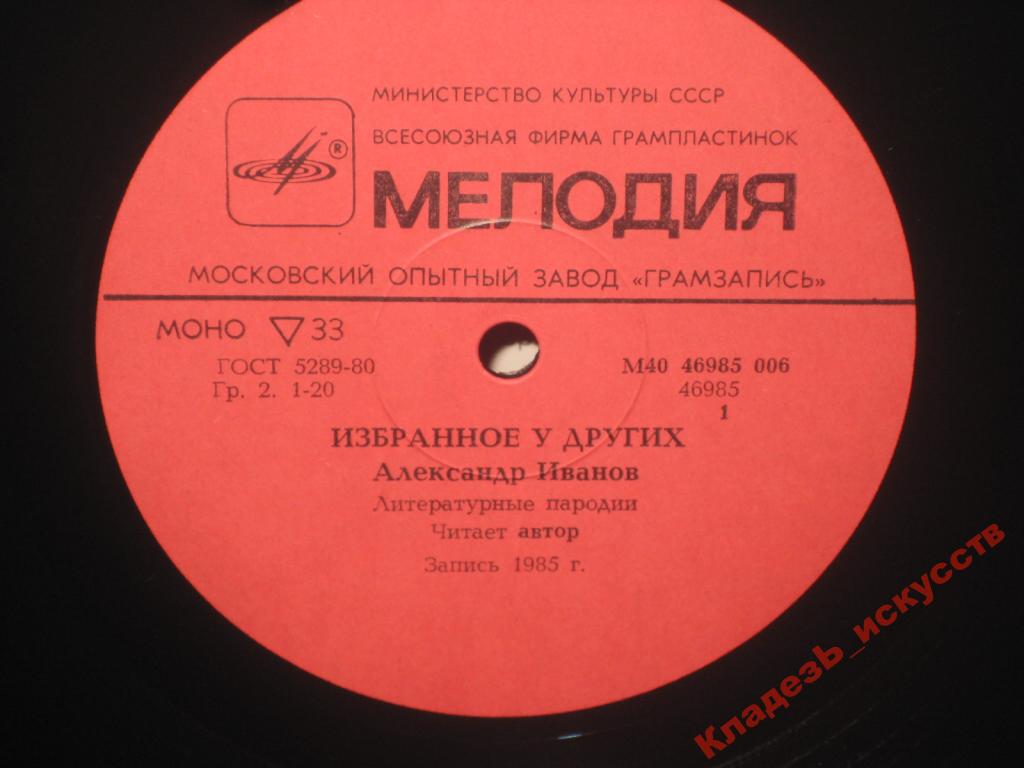 МИНИСТЕРСТВО КУЛЬТУРЫ СССР
ВСЕСОЮЗНАЯ ФИРМА ГРАМПЛАСТИНОК
®
МЕЛОДИЯ
МОСКОВСКИЙ ОПЫТНЫЙ ЗАВОД «ГРАМЗАПИСЬ»
МОНО ▽ 33
ГОСТ 5289-80
Гр. 2. 1-20
М40 46985 006
46985
1
ИЗБРАННОЕ У ДРУГИХ
Александр Иванов
Литературные пародии
Читает автор
Запись 1985 г.
Кладезь_искусств